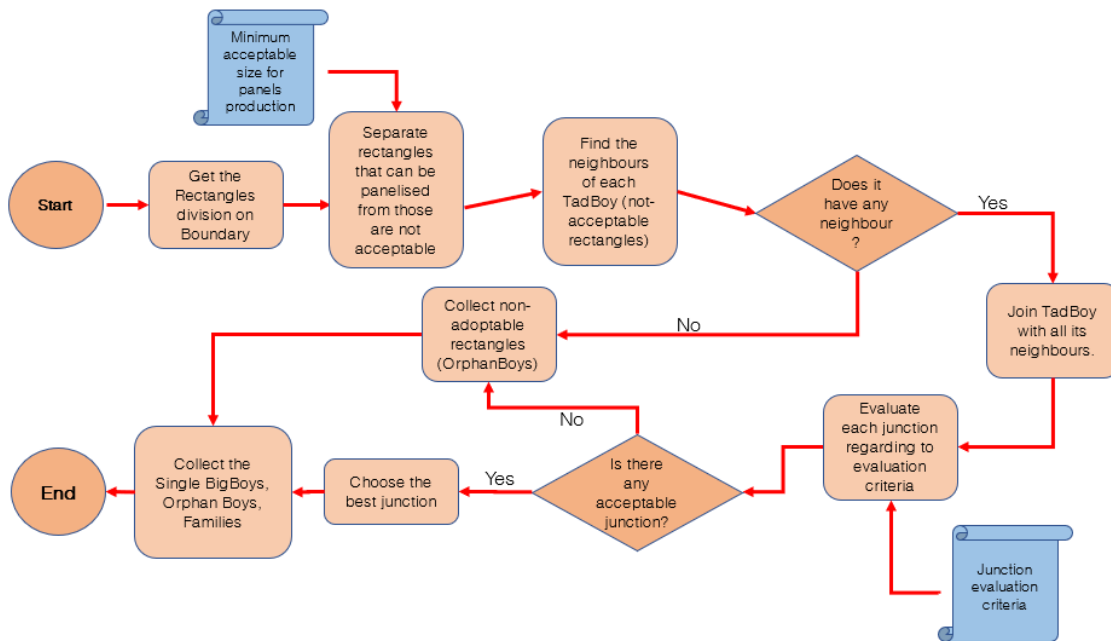 Minimum
acceptable
size for
panels
production
Start
Get the
Rectangles
division on
Boundary
Separate
rectangles
that can be
panelised
from those
are not
acceptable
Find the
neighbours
of each
TadBoy (not-
acceptable
rectangles)
Does it
have any
neighbour
?
Yes
Join TadBoy
with all its
neighbours.
No
Collect non-
adoptable
rectangles
(OrphanBoys)
Evaluate
each junction
regarding to
evaluation
criteria
Junction
evaluation
criteria
Is there
any
acceptable
junction?
No
Yes
Choose the
best junction
Collect the
Single BigBoys,
Orphan Boys,
Families
End